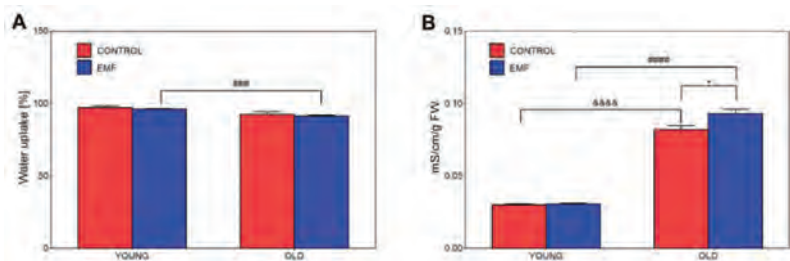 A
150
100
50
0
Water uptake [%]
CONTROL
EMF
###
YOUNG
OLD
B
0.15
0.10
0.05
0.00
mS/cm/g FW.
CONTROL
EMF
####
&&&&
*
YOUNG
OLD